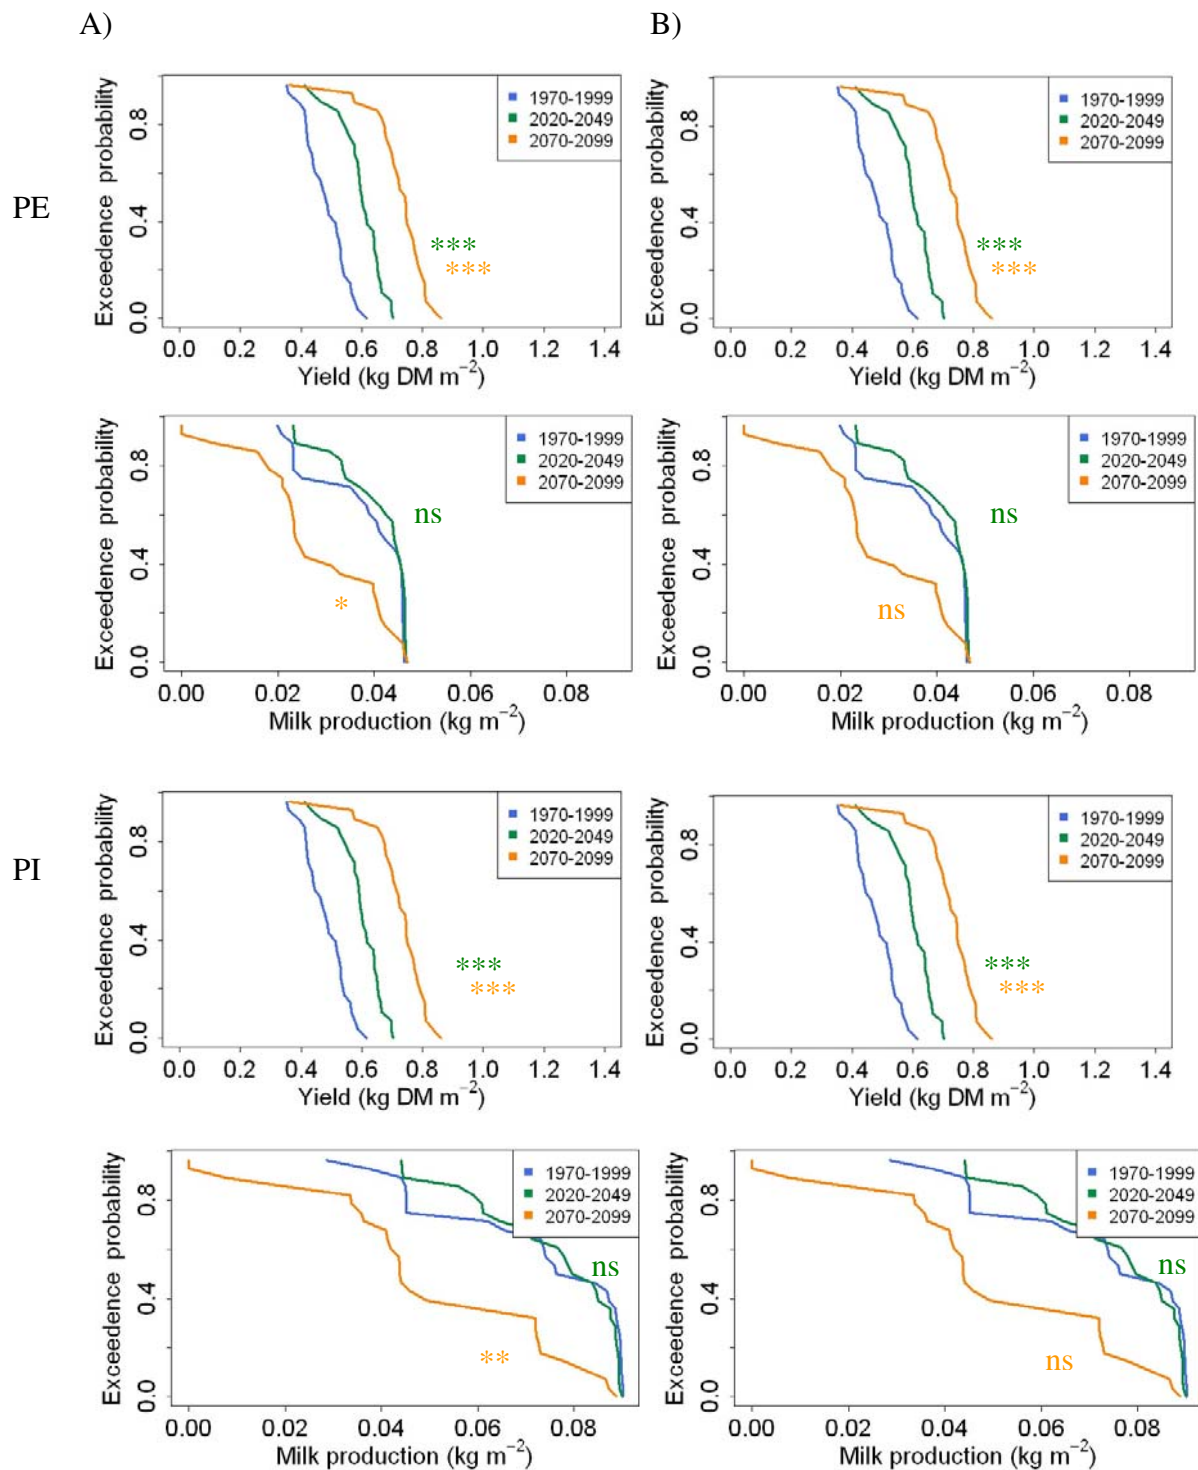 A)
B)
PE
Exceedence probability
0.8
0.4
0.0
1970-1999
2020-2049
2070-2099
***
***
0.0 0.2 0.4 0.6 0.8 1.0 1.2 1.4
Yield (kg DM m⁻²)
Exceedence probability
0.8
0.4
0.0
1970-1999
2020-2049
2070-2099
***
***
0.0 0.2 0.4 0.6 0.8 1.0 1.2 1.4
Yield (kg DM m⁻²)
Exceedence probability
0.8
0.4
0.0
1970-1999
2020-2049
2070-2099
ns
*
0.00 0.02 0.04 0.06 0.08
Milk production (kg m⁻²)
Exceedence probability
0.8
0.4
0.0
1970-1999
2020-2049
2070-2099
ns
ns
0.00 0.02 0.04 0.06 0.08
Milk production (kg m⁻²)
PI
Exceedence probability
0.8
0.4
0.0
1970-1999
2020-2049
2070-2099
***
***
0.0 0.2 0.4 0.6 0.8 1.0 1.2 1.4
Yield (kg DM m⁻²)
Exceedence probability
0.8
0.4
0.0
1970-1999
2020-2049
2070-2099
***
***
0.0 0.2 0.4 0.6 0.8 1.0 1.2 1.4
Yield (kg DM m⁻²)
Exceedence probability
0.8
0.4
0.0
1970-1999
2020-2049
2070-2099
ns
**
0.00 0.02 0.04 0.06 0.08
Milk production (kg m⁻²)
Exceedence probability
0.8
0.4
0.0
1970-1999
2020-2049
2070-2099
ns
ns
0.00 0.02 0.04 0.06 0.08
Milk production (kg m⁻²)